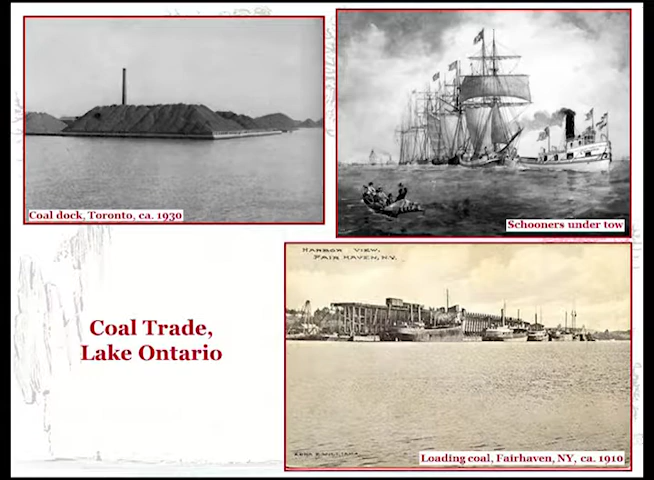 Coal dock, Toronto, ca. 1930
Schooners under tow
HARBOR VIEW,
FAIR HAVEN, N.Y.
Coal Trade,
Lake Ontario
Loading coal, Fairhaven, NY, ca. 1910